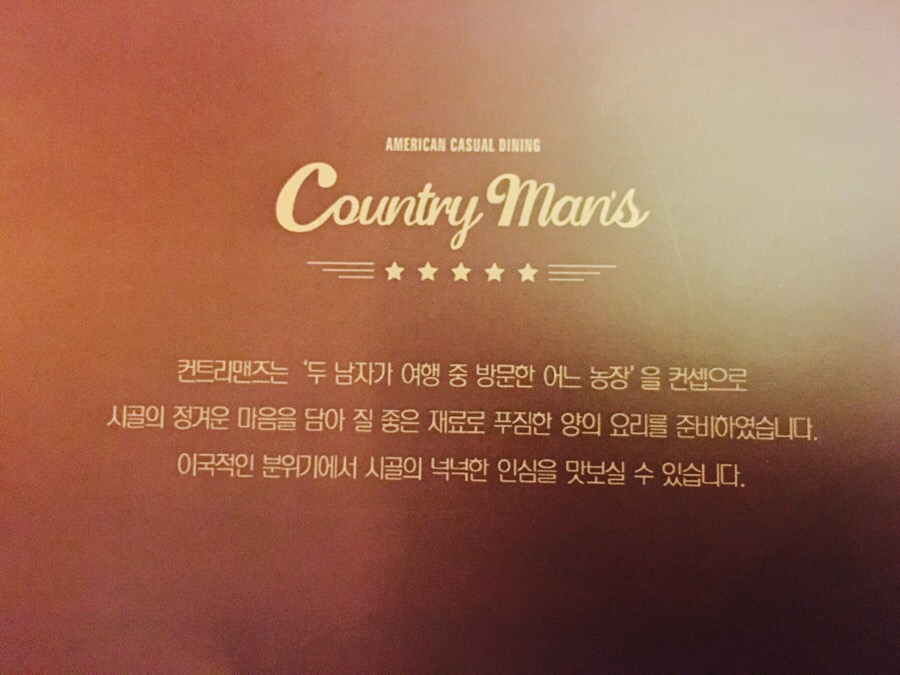 AMERICAN CASUAL DINING
Country Man's
컨트리맨즈는 '두 남자가 여행 중 방문한 어느 농장' 을 컨셉으로
시골의 정겨운 마음을 담아 질 좋은 재료로 푸짐한 양의 요리를 준비하였습니다.
이국적인 분위기에서 시골의 넉넉한 인심을 맛보실 수 있습니다.